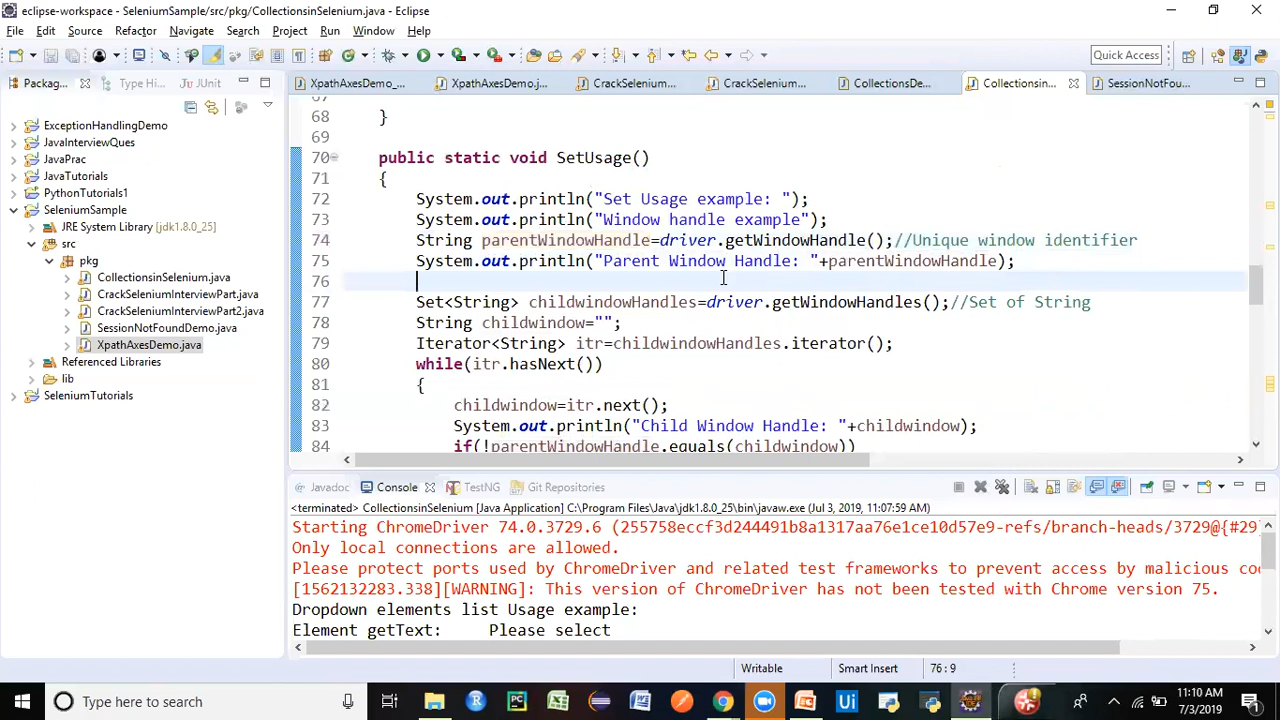 eclipse-workspace - SeleniumSample/src/pkg/CollectionsinSelenium.java - Eclipse
File Edit Source Refactor Navigate Search Project Run Window Help
Quick Access
Packag... Type Hi... JUnit
XpathAxesDemo_... XpathAxesDemo.j... CrackSelenium... CrackSelenium... CollectionsDe... Collectionsin... SessionNotFou...
ExceptionHandlingDemo
JavaInterviewQues
JavaPrac
JavaTutorials
PythonTutorials1
SeleniumSample
JRE System Library [jdk1.8.0_25]
src
pkg
CollectionsinSelenium.java
CrackSeleniumInterviewPart.java
CrackSeleniumInterviewPart2.java
SessionNotFoundDemo.java
XpathAxesDemo.java
Referenced Libraries
lib
SeleniumTutorials
67
68 }
69
70 public static void SetUsage()
71 {
72 System.out.println("Set Usage example: ");
73 System.out.println("Window handle example");
74 String parentWindowHandle=driver.getWindowHandle();//Unique window identifier
75 System.out.println("Parent Window Handle: "+parentWindowHandle);
76
77 Set<String> childwindowHandles=driver.getWindowHandles();//Set of String
78 String childwindow="";
79 Iterator<String> itr=childwindowHandles.iterator();
80 while(itr.hasNext())
81 {
82 childwindow=itr.next();
83 System.out.println("Child Window Handle: "+childwindow);
84 if(!parentWindowHandle.equals(childwindow))
Javadoc Console TestNG Git Repositories
<terminated> CollectionsinSelenium [Java Application] C:\Program Files\Java\jdk1.8.0_25\bin\javaw.exe (Jul 3, 2019, 11:07:59 AM)
Starting ChromeDriver 74.0.3729.6 (255758eccf3d244491b8a1317aa76e1ce10d57e9-refs/branch-heads/3729@{#29
Only local connections are allowed.
Please protect ports used by ChromeDriver and related test frameworks to prevent access by malicious co
[1562132283.338][WARNING]: This version of ChromeDriver has not been tested with Chrome version 75.
Dropdown elements list Usage example:
Element getText: Please select
Writable Smart Insert 76 : 9
Type here to search
11:10 AM
7/3/2019